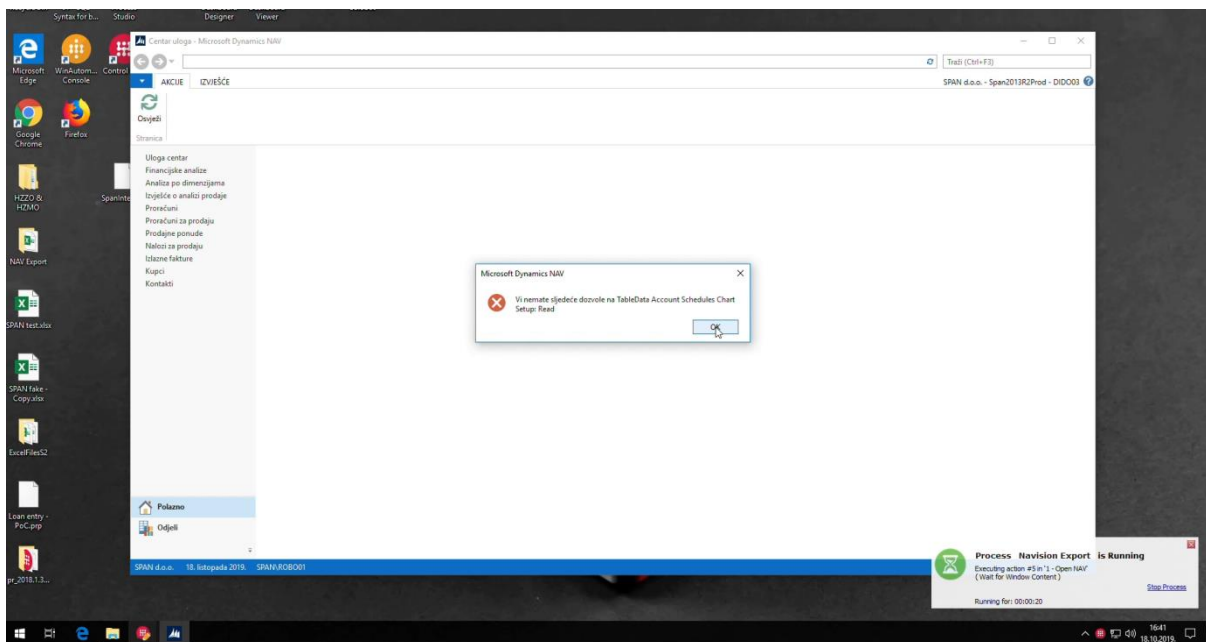 Syntax for b...
Studio
Designer
Viewer
Microsoft Edge
WinAutom... Console
Control
Google Chrome
Firefox
HZZO & HZMO
SpanInte
NAV Export
SPAN test.xlsx
SPAN fake - Copy.xlsx
ExcelFilesS2
Loan entry - PoC.prp
pr_2018.1.3...
Centar uloga - Microsoft Dynamics NAV
Traži (Ctrl+F3)
AKCIJE
IZVJEŠĆE
SPAN d.o.o. - Span2013R2Prod - DIDO03
Osvježi
Stranica
Uloga centar
Financijske analize
Analiza po dimenzijama
Izvješće o analizi prodaje
Proračuni
Proračuni za prodaju
Prodajne ponude
Nalozi za prodaju
Izlazne fakture
Kupci
Kontakti
Microsoft Dynamics NAV
Vi nemate sljedeće dozvole na TableData Account Schedules Chart
Setup: Read
OK
Polazno
Odjeli
SPAN d.o.o.
18. listopada 2019.
SPAN\ROBO01
Process Navision Export is Running
Executing action #5 in '1 - Open NAV'
(Wait for Window Content)
Stop Process
Running for: 00:00:20
16:41
18.10.2019.